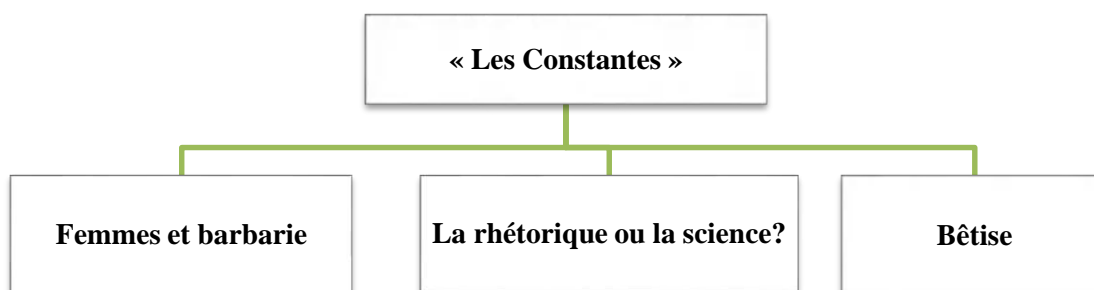 « Les Constantes »
Femmes et barbarie
La rhétorique ou la science?
Bêtise